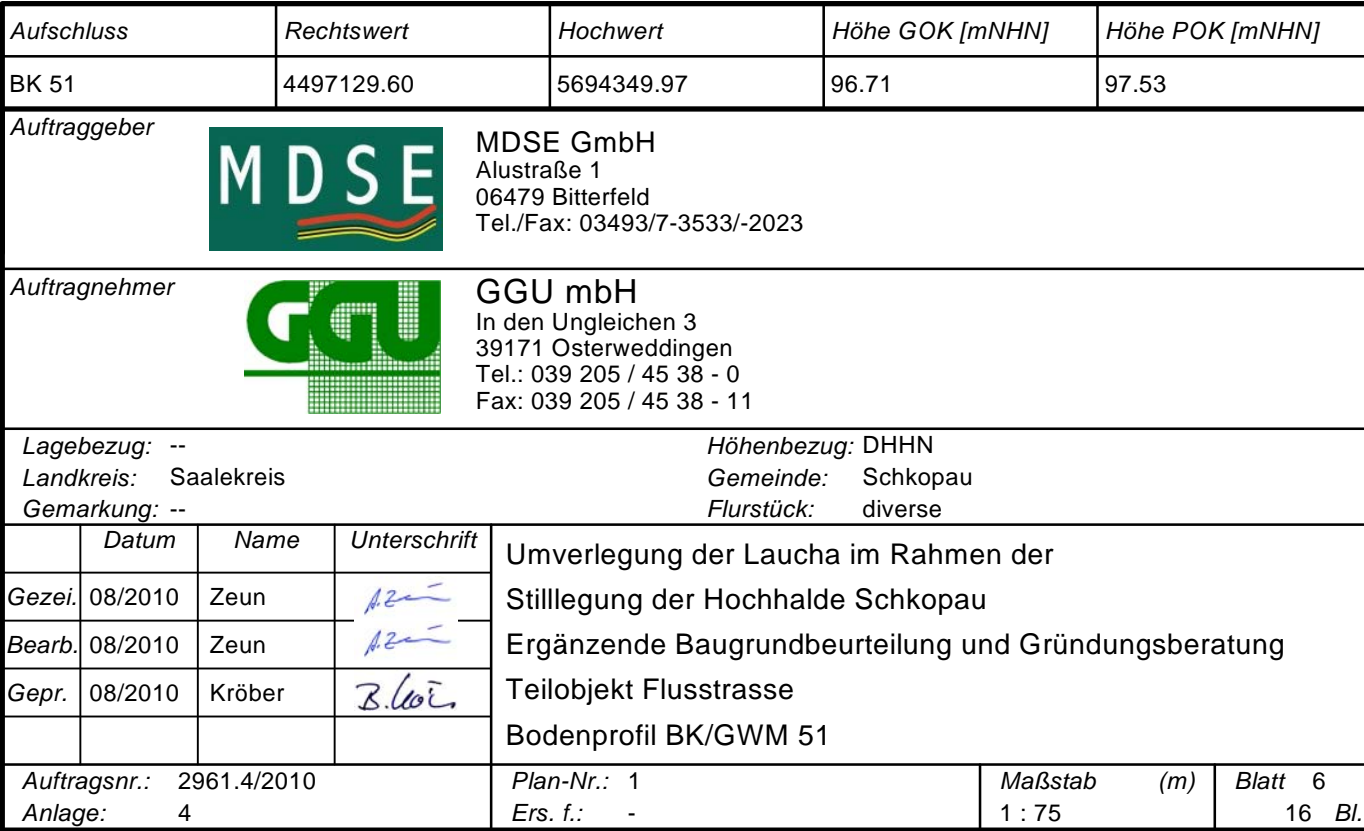 Aufschluss Rechtswert Hochwert Höhe GOK [mNHN] Höhe POK [mNHN]
BK 51 4497129.60 5694349.97 96.71 97.53
Auftraggeber
MDSE
MDSE GmbH
Alustraße 1
06479 Bitterfeld
Tel./Fax: 03493/7-3533/-2023
Auftragnehmer
GGU
GGU mbH
In den Ungleichen 3
39171 Osterweddingen
Tel.: 039 205 / 45 38 - 0
Fax: 039 205 / 45 38 - 11
Lagebezug: -- Höhenbezug: DHHN
Landkreis: Saalekreis Gemeinde: Schkopau
Gemarkung: -- Flurstück: diverse
Datum Name Unterschrift
Gezei. 08/2010 Zeun
Bearb. 08/2010 Zeun
Gepr. 08/2010 Kröber
Umverlegung der Laucha im Rahmen der
Stilllegung der Hochhalde Schkopau
Ergänzende Baugrundbeurteilung und Gründungsberatung
Teilobjekt Flusstrasse
Bodenprofil BK/GWM 51
Auftragsnr.: 2961.4/2010 Plan-Nr.: 1 Maßstab (m) Blatt 6
Anlage: 4 Ers. f.: - 1 : 75 16 Bl.